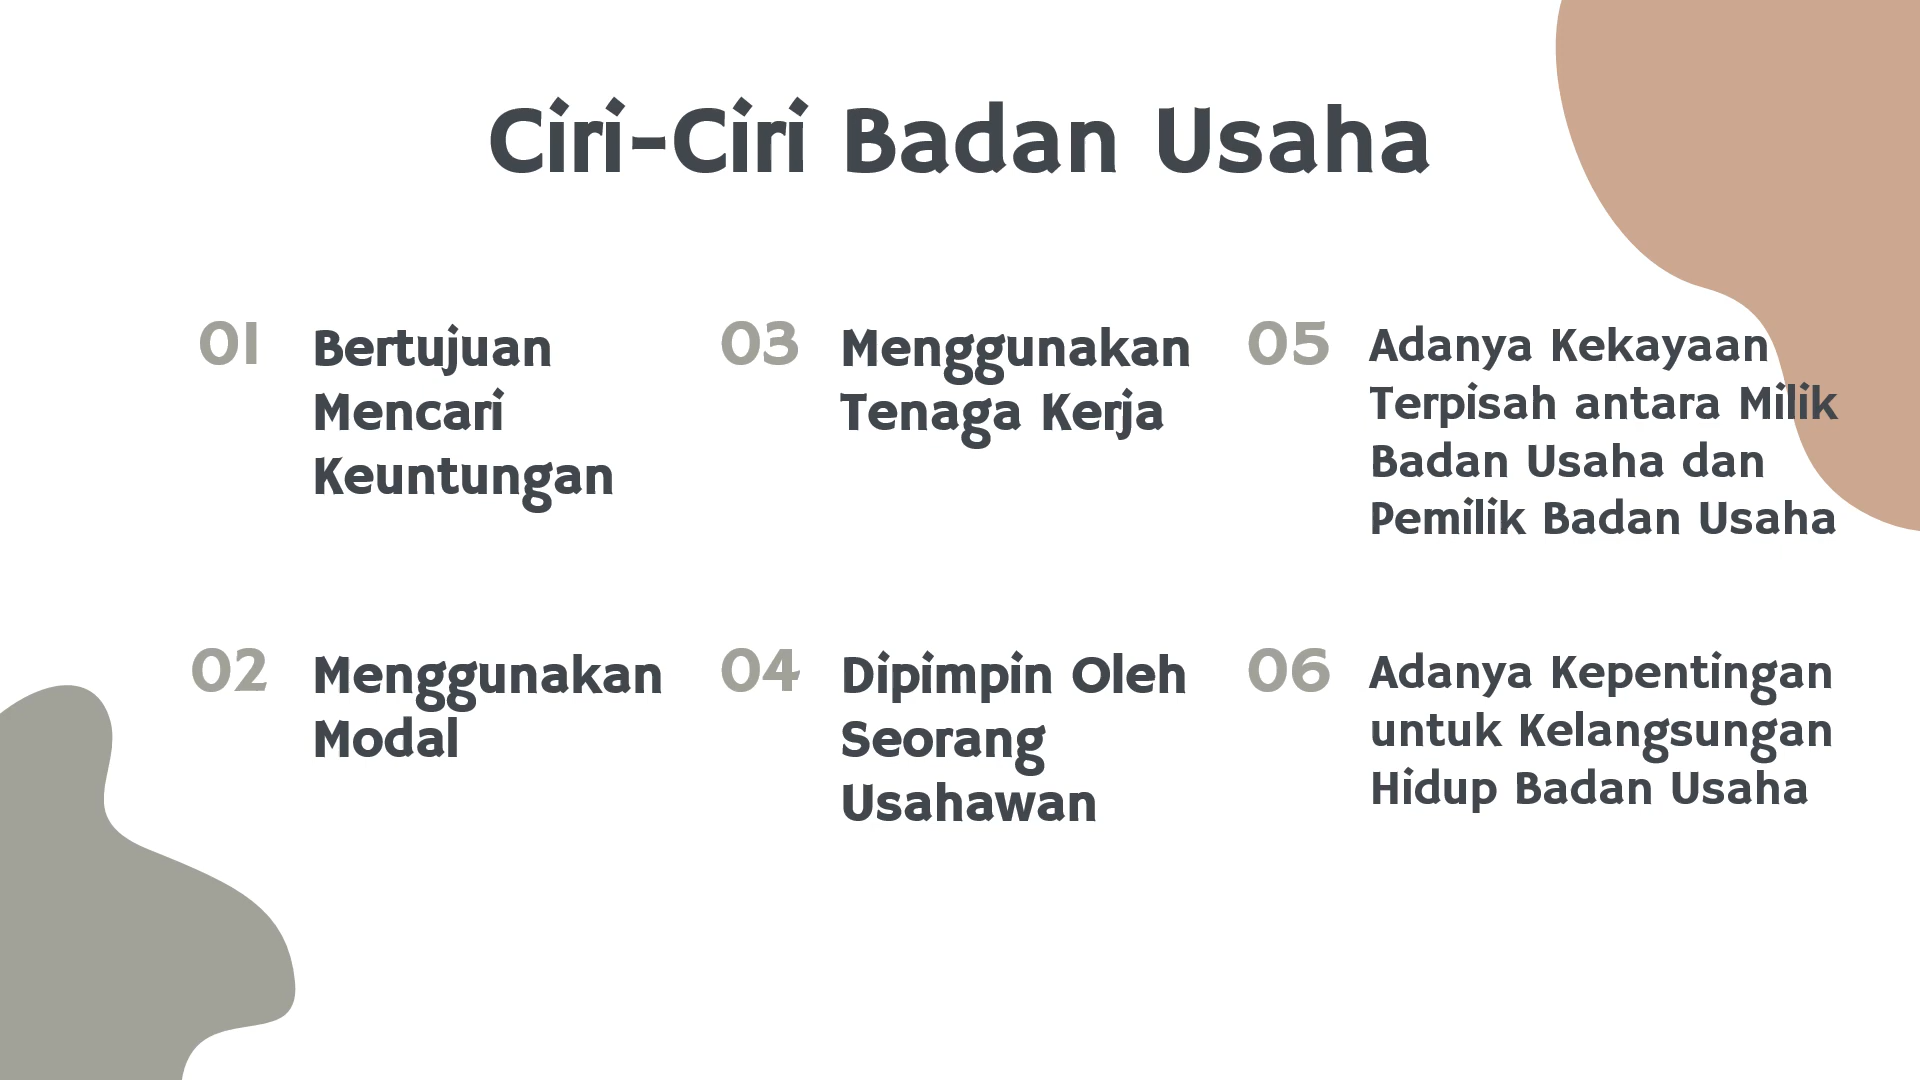 Ciri-Ciri Badan Usaha
01
Bertujuan
Mencari
Keuntungan
02
Menggunakan
Modal
03
Menggunakan
Tenaga Kerja
04
Dipimpin Oleh
Seorang
Usahawan
05
Adanya Kekayaan
Terpisah antara Milik
Badan Usaha dan
Pemilik Badan Usaha
06
Adanya Kepentingan
untuk Kelangsungan
Hidup Badan Usaha